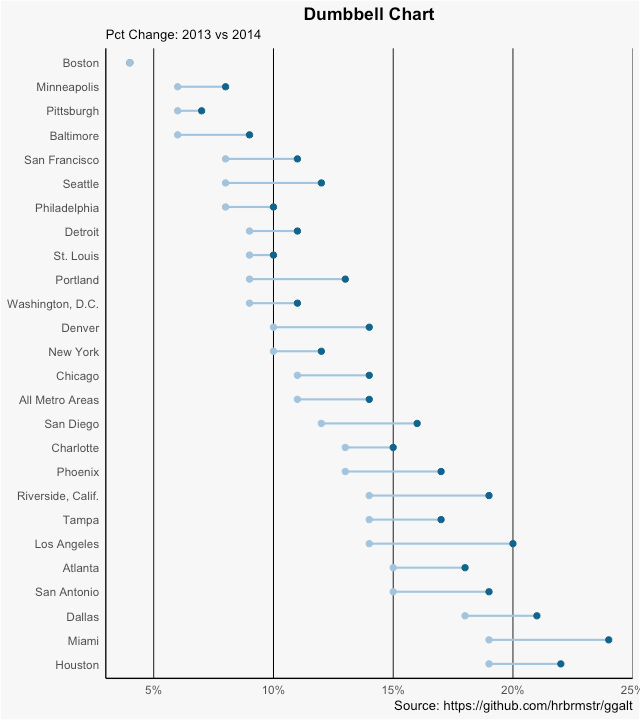 Dumbbell Chart
Pct Change: 2013 vs 2014
Boston
Minneapolis
Pittsburgh
Baltimore
San Francisco
Seattle
Philadelphia
Detroit
St. Louis
Portland
Washington, D.C.
Denver
New York
Chicago
All Metro Areas
San Diego
Charlotte
Phoenix
Riverside, Calif.
Tampa
Los Angeles
Atlanta
San Antonio
Dallas
Miami
Houston
5% 10% 15% 20% 25%
Source: https://github.com/hrbrmstr/ggalt